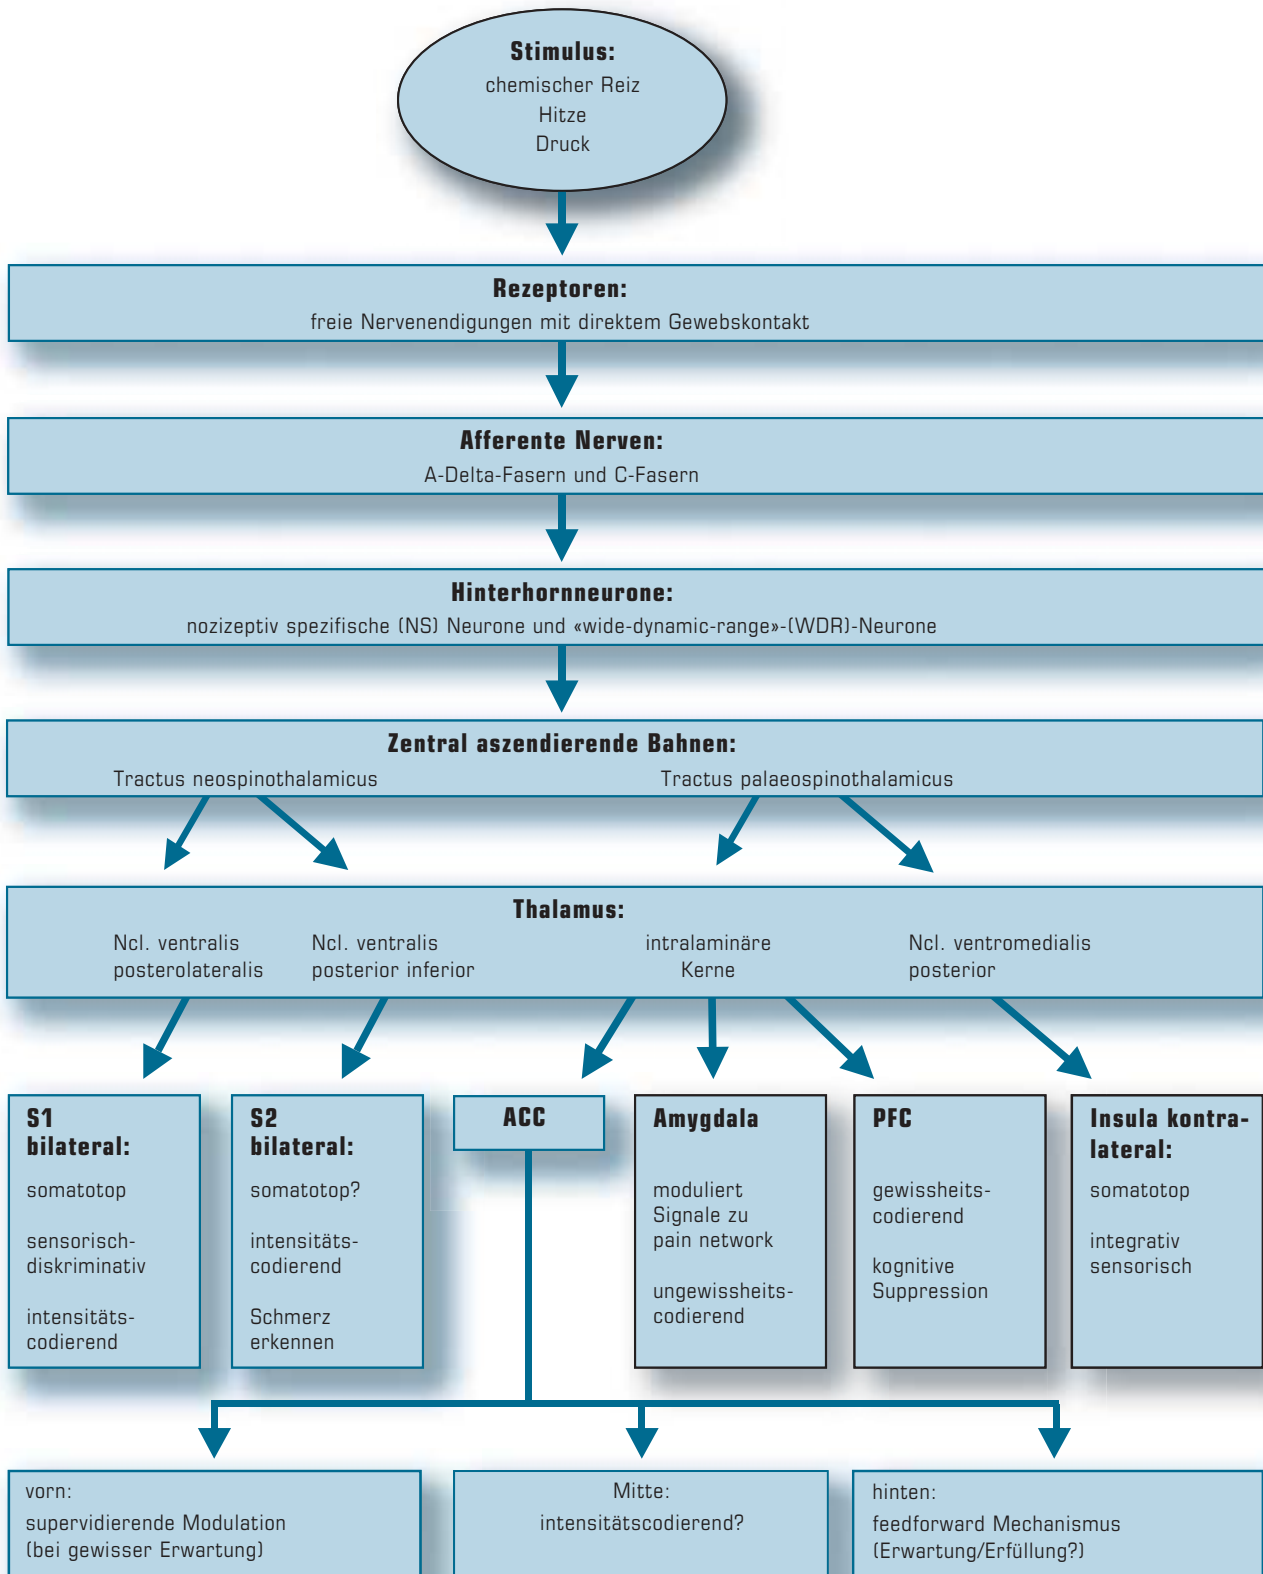 Stimulus:
chemischer Reiz
Hitze
Druck
Rezeptoren:
freie Nervenendigungen mit direktem Gewebskontakt
Afferente Nerven:
A-Delta-Fasern und C-Fasern
Hinterhornneurone:
nozizeptiv spezifische (NS) Neurone und «wide-dynamic-range»-(WDR)-Neurone
Zentral aszendierende Bahnen:
Tractus neospinothalamicus
Tractus palaeospinothalamicus
Thalamus:
Ncl. ventralis
posterolateralis
Ncl. ventralis
posterior inferior
intralaminäre
Kerne
Ncl. ventromedialis
posterior
S1
bilateral:
somatotop
sensorisch-
diskriminativ
intensitäts-
codierend
S2
bilateral:
somatotop?
intensitäts-
codierend
Schmerz
erkennen
ACC
Amygdala
moduliert
Signale zu
pain network
ungewissheits-
codierend
PFC
gewissheits-
codierend
kognitive
Suppression
Insula kontra-
lateral:
somatotop
integrativ
sensorisch
vorn:
supervidierende Modulation
(bei gewisser Erwartung)
Mitte:
intensitätscodierend?
hinten:
feedforward Mechanismus
(Erwartung/Erfüllung?)